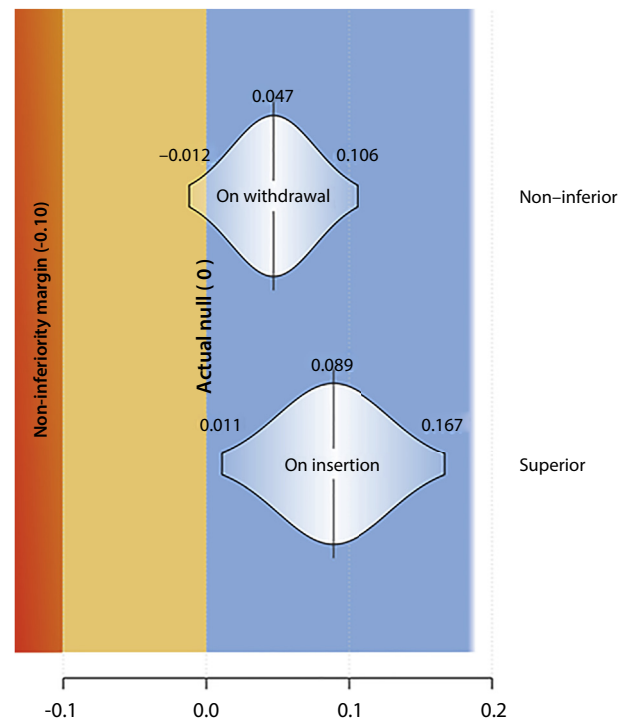 0.047
–0.012
0.106
On withdrawal
Non–inferior
Non-inferiority margin (-0.10)
Actual null ( 0 )
0.089
0.011
0.167
On insertion
Superior
-0.1
0.0
0.1
0.2